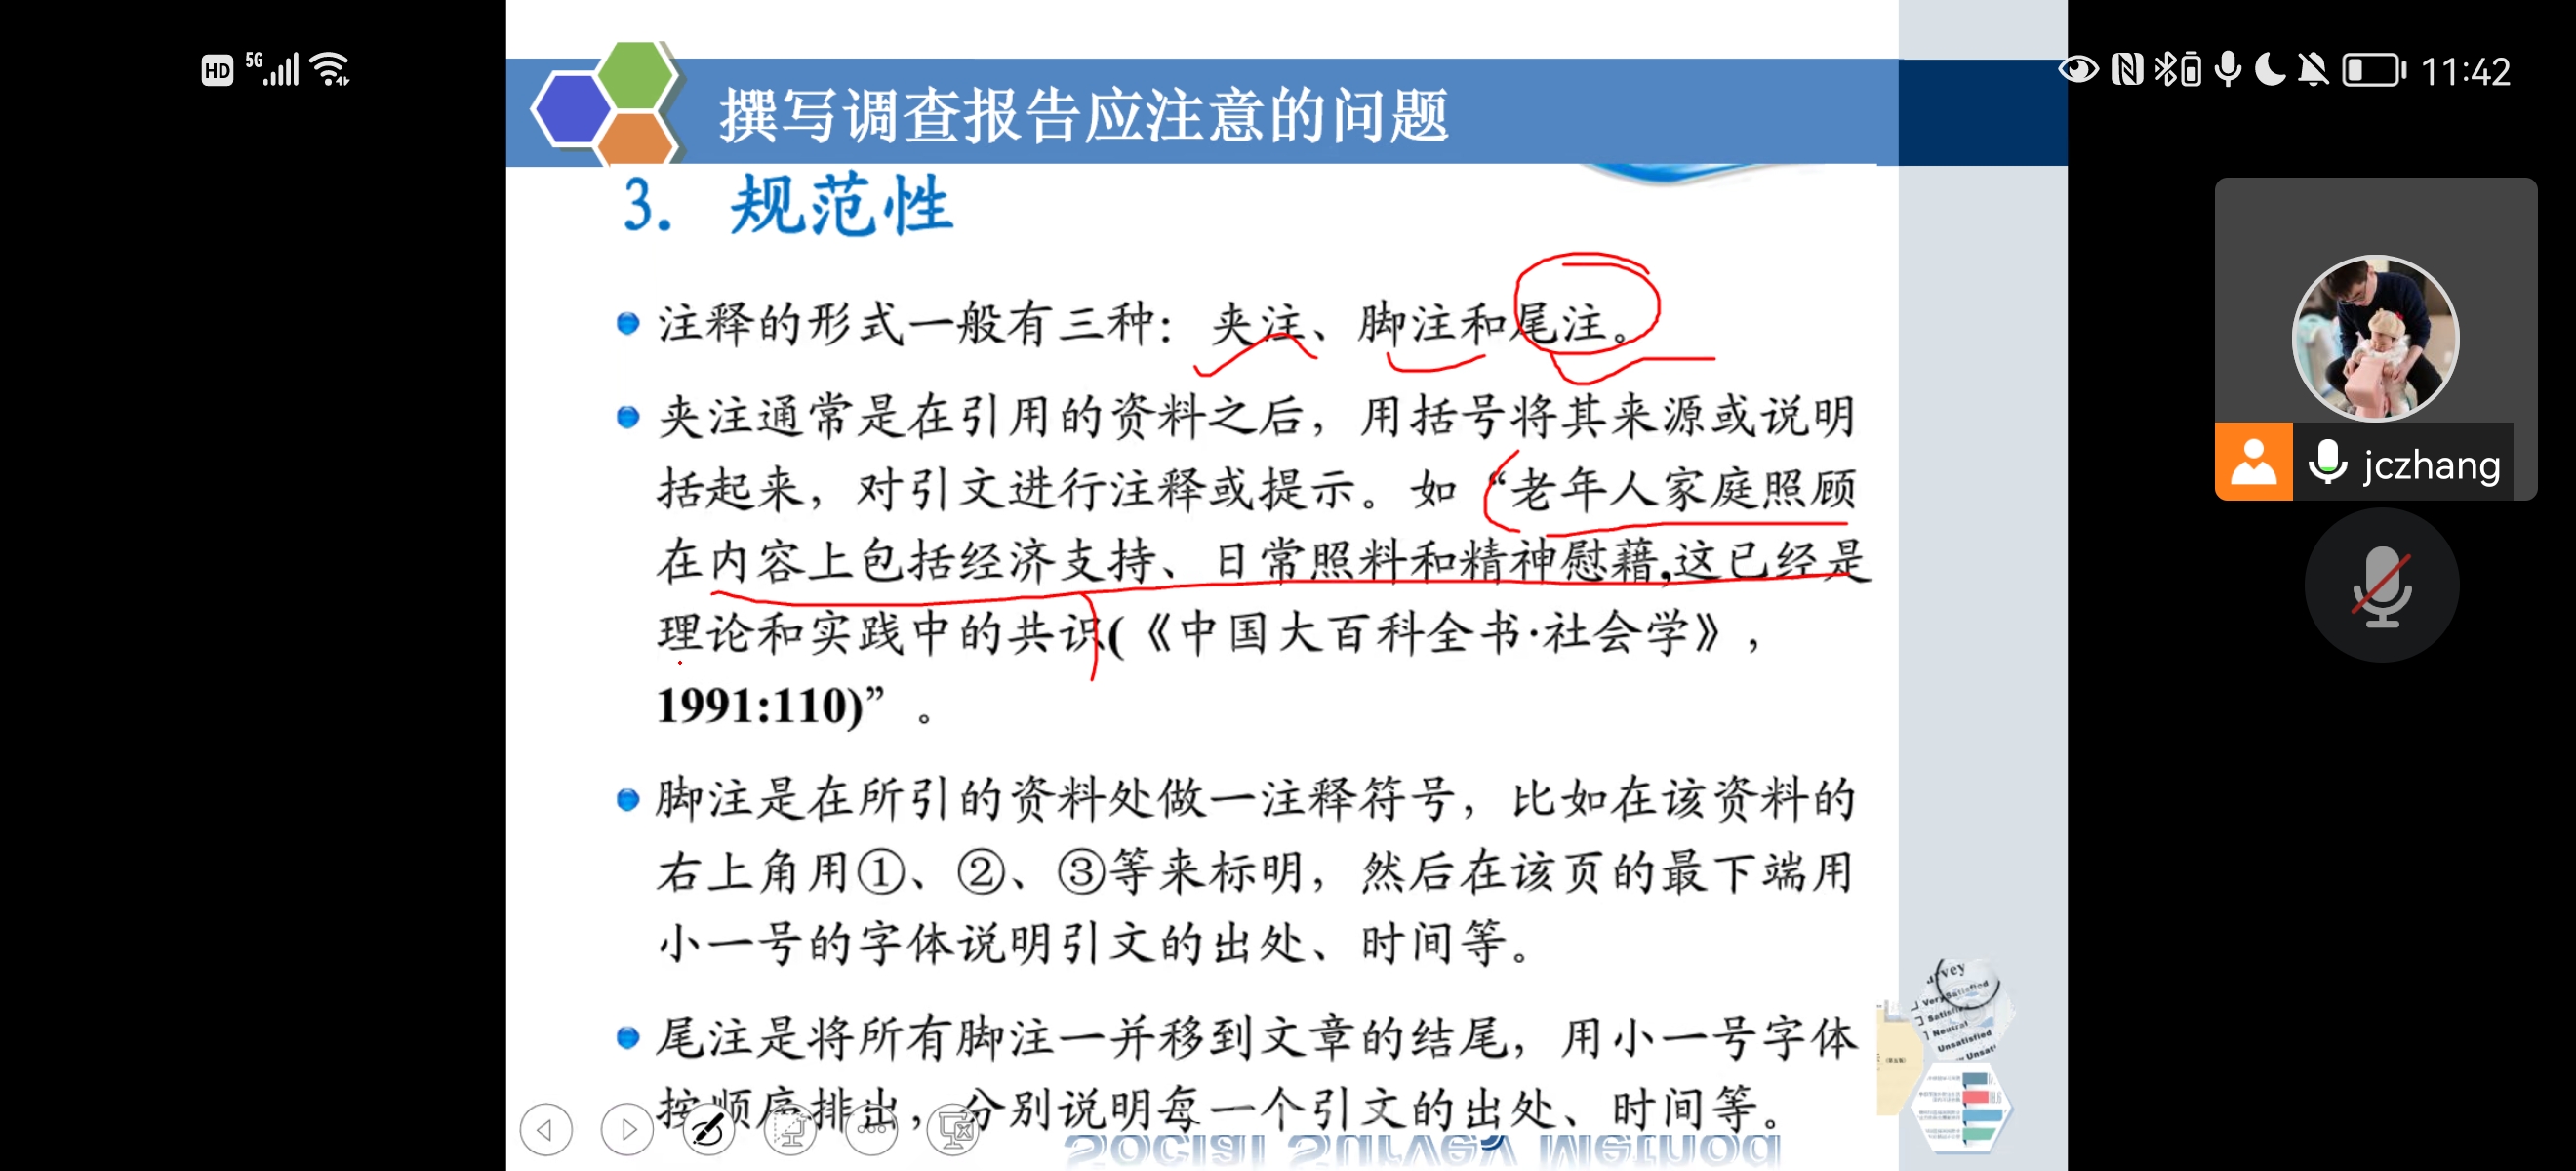 HD 5G
11:42
撰写调查报告应注意的问题
3. 规范性
注释的形式一般有三种：夹注、脚注和尾注。
夹注通常是在引用的资料之后，用括号将其来源或说明
括起来，对引文进行注释或提示。如“老年人家庭照顾
在内容上包括经济支持、日常照料和精神慰藉,这已经是
理论和实践中的共识(《中国大百科全书·社会学》，
1991:110)”。
脚注是在所引的资料处做一注释符号，比如在该资料的
右上角用①、②、③等来标明，然后在该页的最下端用
小一号的字体说明引文的出处、时间等。
尾注是将所有脚注一并移到文章的结尾，用小一号字体
按顺序排出，分别说明每一个引文的出处、时间等。
Social Survey Method
jczhang
Very Satisfied
Neutral
Unsatisfied